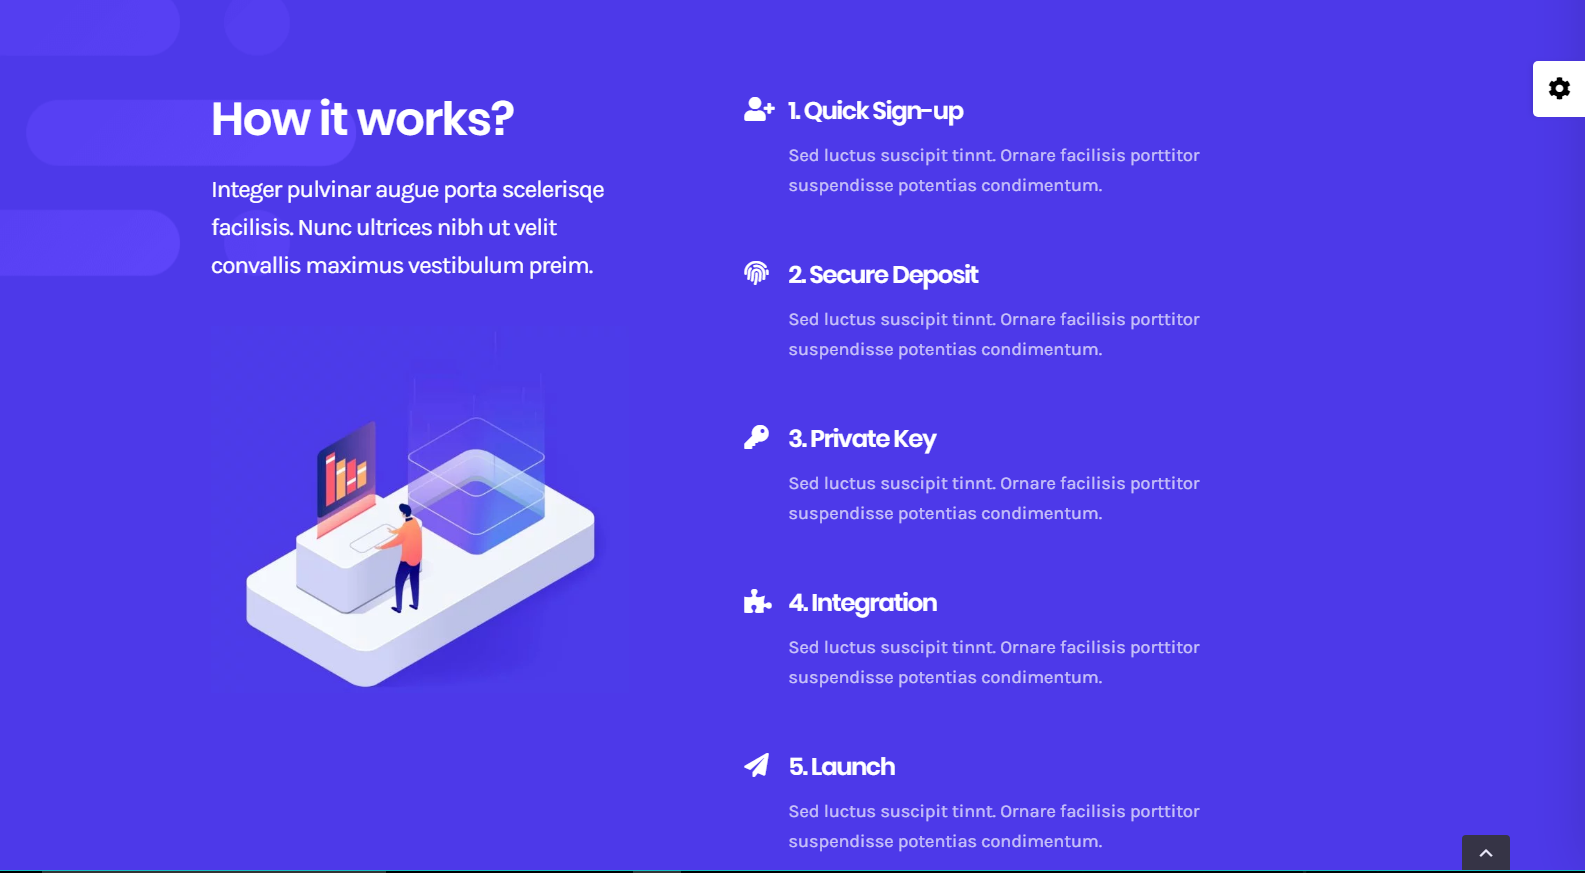 How it works?
Integer pulvinar augue porta scelerisqe
facilisis. Nunc ultrices nibh ut velit
convallis maximus vestibulum preim.
1. Quick Sign-up
Sed luctus suscipit tinnt. Ornare facilisis porttitor
suspendisse potentias condimentum.
2. Secure Deposit
Sed luctus suscipit tinnt. Ornare facilisis porttitor
suspendisse potentias condimentum.
3. Private Key
Sed luctus suscipit tinnt. Ornare facilisis porttitor
suspendisse potentias condimentum.
4. Integration
Sed luctus suscipit tinnt. Ornare facilisis porttitor
suspendisse potentias condimentum.
5. Launch
Sed luctus suscipit tinnt. Ornare facilisis porttitor
suspendisse potentias condimentum.